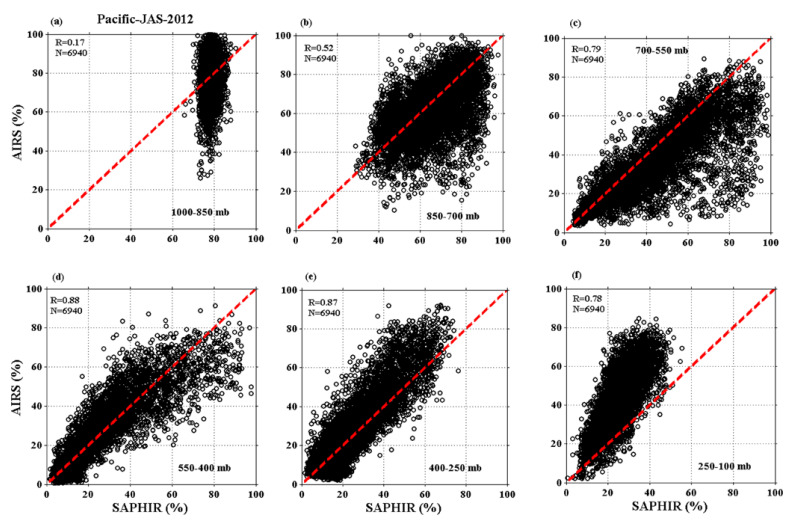 Pacific-JAS-2012
(a)
R=0.17
N=6940
1000-850 mb
AIRS (%)
100
80
60
40
20
0
0 20 40 60 80 100
(b)
R=0.52
N=6940
850-700 mb
100
80
60
40
20
0
0 20 40 60 80 100
(c)
700-550 mb
R=0.79
N=6940
100
80
60
40
20
0
0 20 40 60 80 100
(d)
R=0.88
N=6940
550-400 mb
AIRS (%)
100
80
60
40
20
0
0 20 40 60 80 100
SAPHIR (%)
(e)
R=0.87
N=6940
400-250 mb
100
80
60
40
20
0
0 20 40 60 80 100
SAPHIR (%)
(f)
R=0.78
N=6940
250-100 mb
100
80
60
40
20
0
0 20 40 60 80 100
SAPHIR (%)